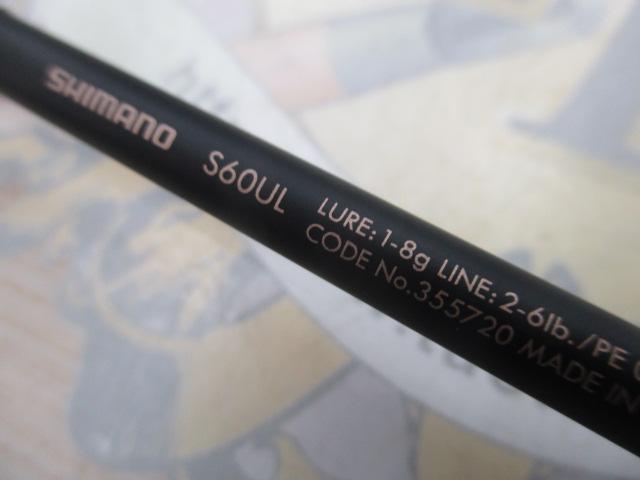 SHIMANO S60UL LURE: 1-8g LINE: 2-6lb./PE
CODE No.355720 MADE IN